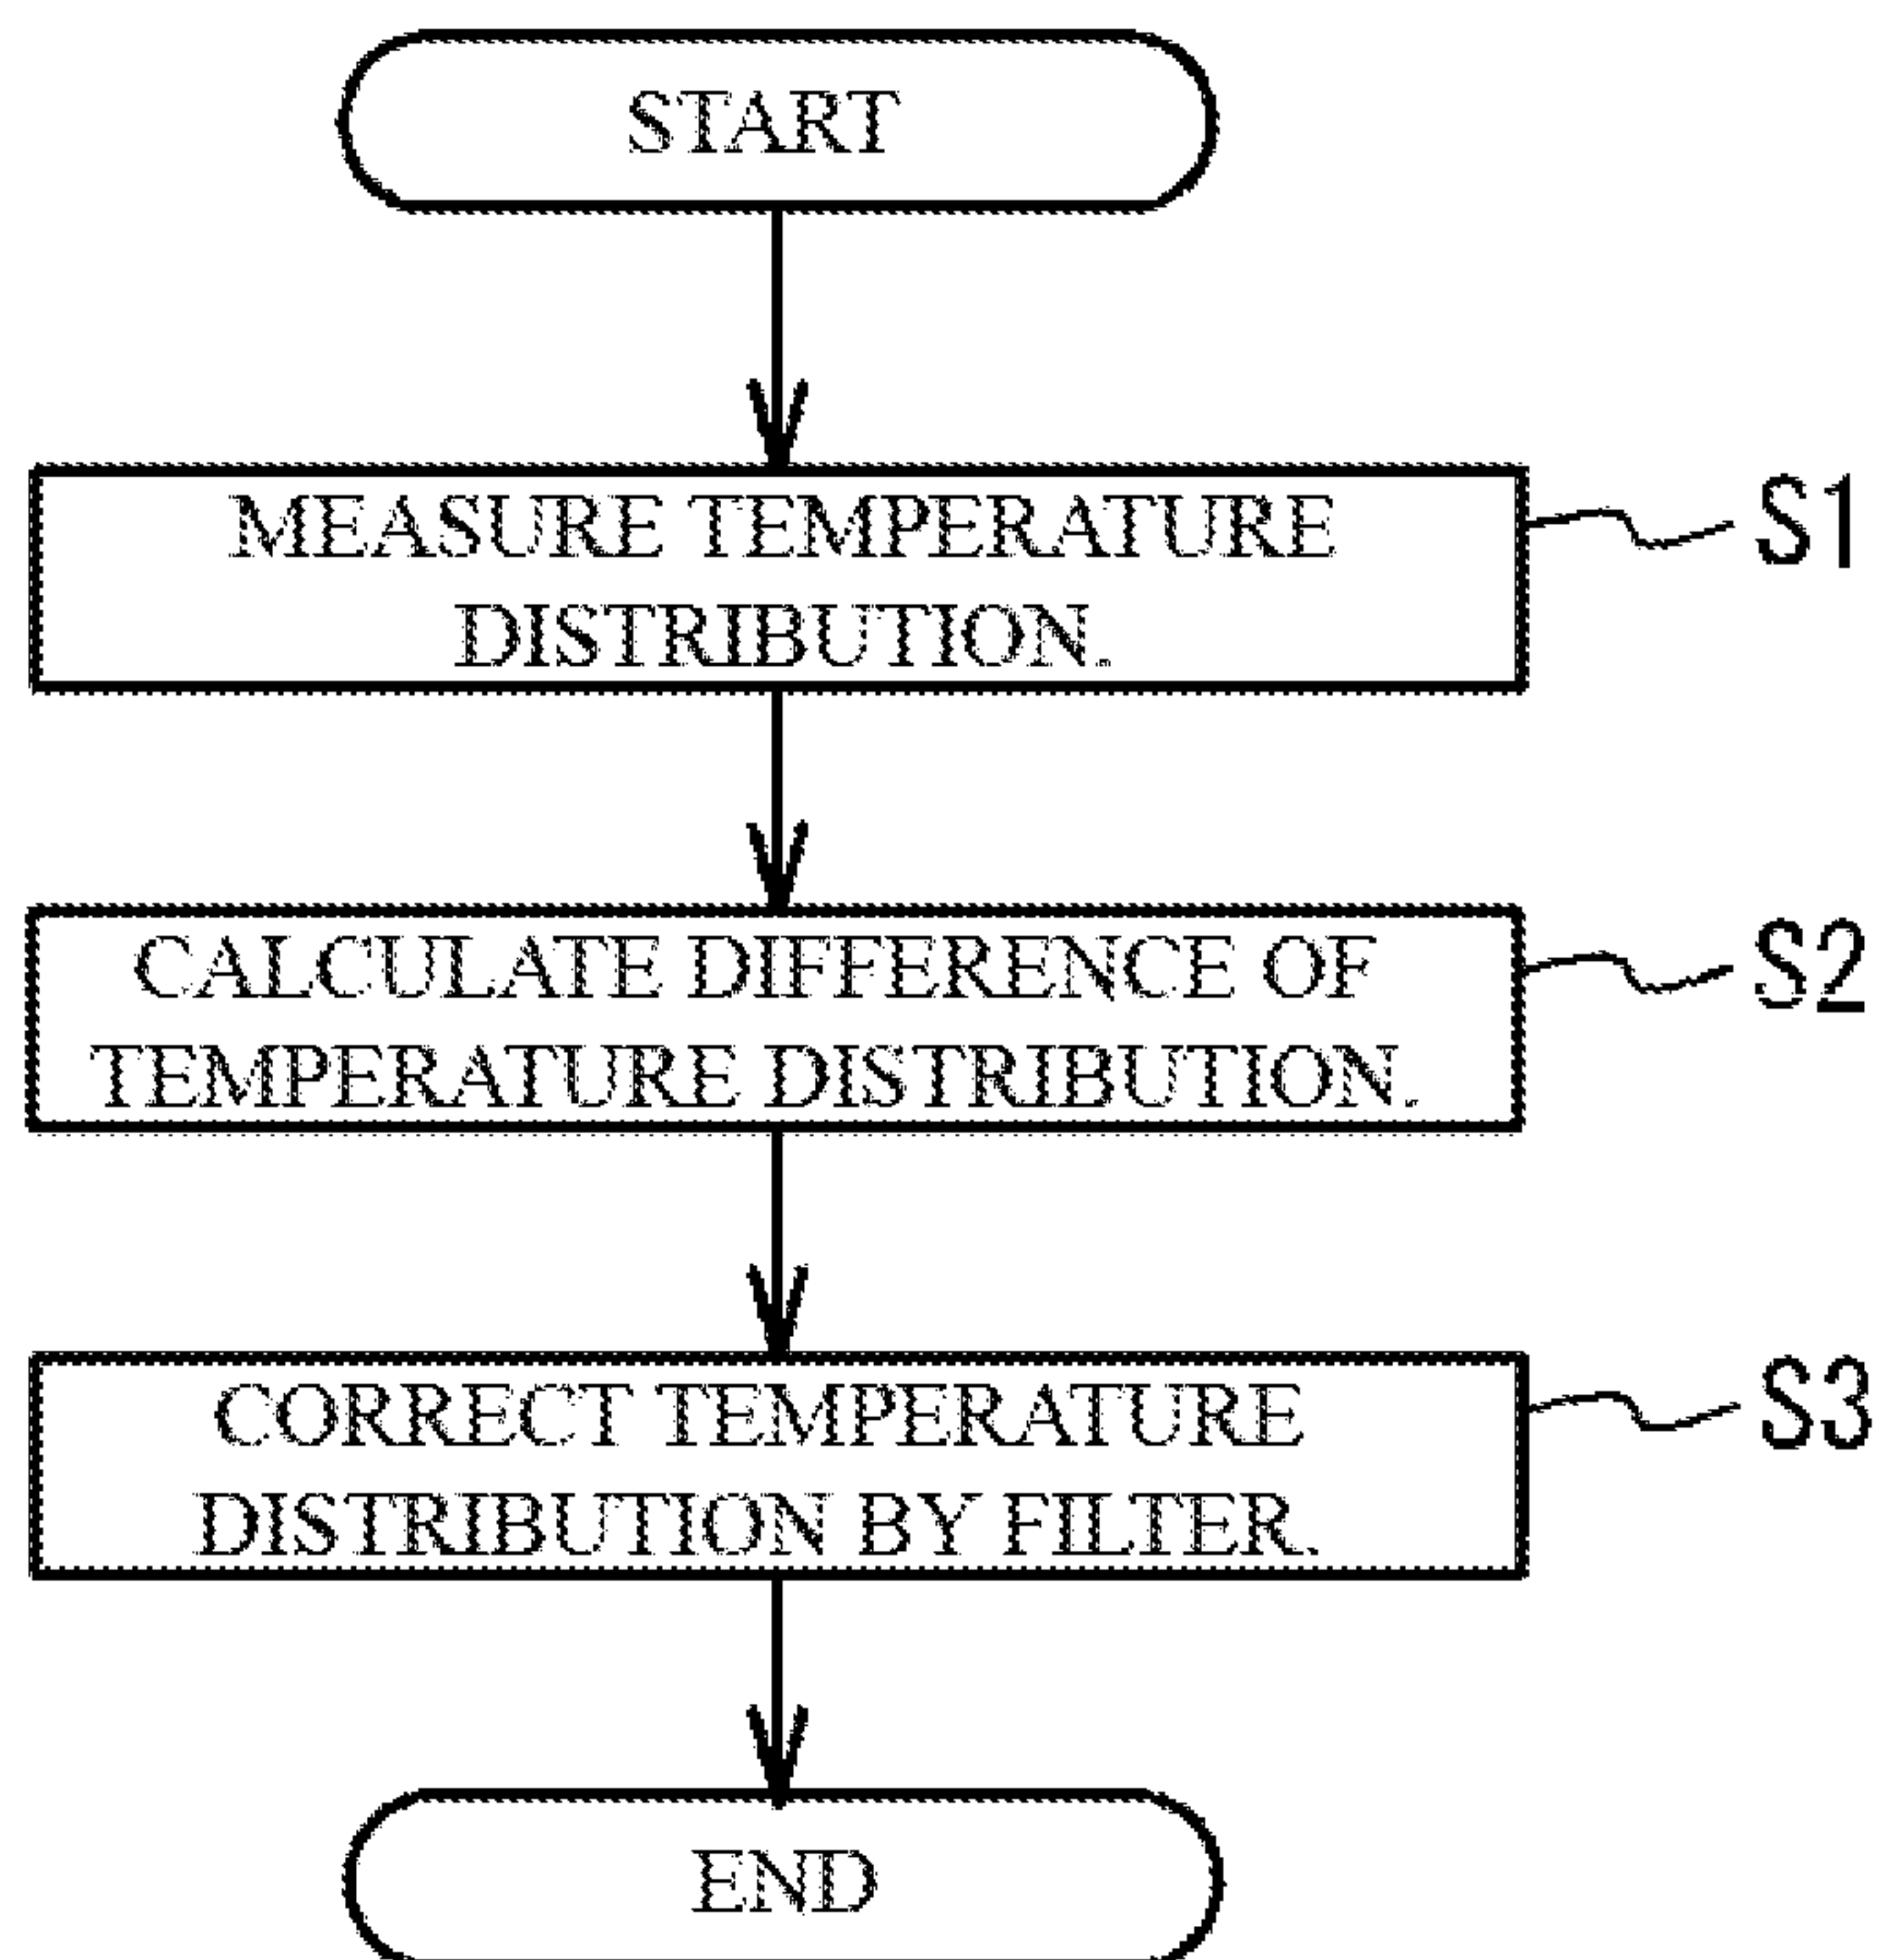 START
MEASURE TEMPERATURE
DISTRIBUTION.
S1
CALCULATE DIFFERENCE OF
TEMPERATURE DISTRIBUTION.
S2
CORRECT TEMPERATURE
DISTRIBUTION BY FILTER.
S3
END